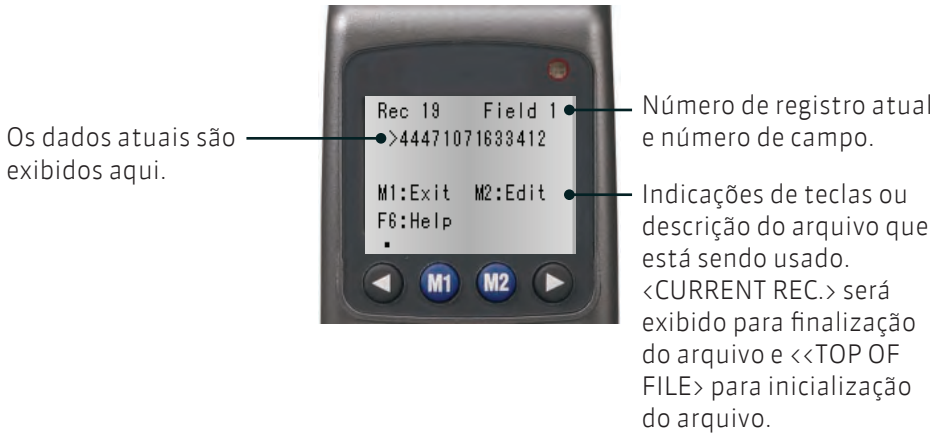 Os dados atuais são
exibidos aqui.
Rec 19 Field 1
>44471071633412
M1:Exit M2:Edit
F6:Help
M1 M2
Número de registro atual
e número de campo.
Indicações de teclas ou
descrição do arquivo que
está sendo usado.
<CURRENT REC.> será
exibido para finalização
do arquivo e <<TOP OF
FILE> para inicialização
do arquivo.